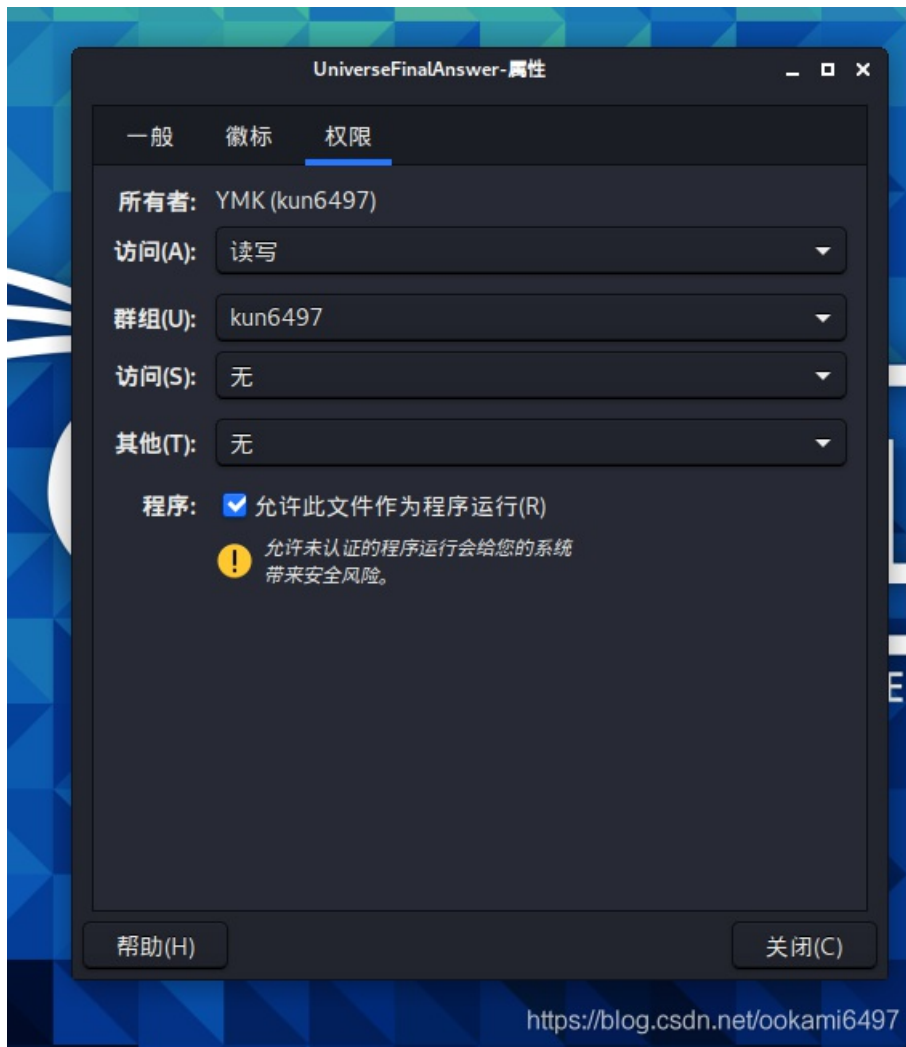 UniverseFinalAnswer-属性
一般 徽标 权限
所有者: YMK (kun6497)
访问(A): 读写
群组(U): kun6497
访问(S): 无
其他(T): 无
程序: 允许此文件作为程序运行(R)
允许未认证的程序运行会给您的系统
带来安全风险。
E
帮助(H) 关闭(C)
https://blog.csdn.net/ookami6497